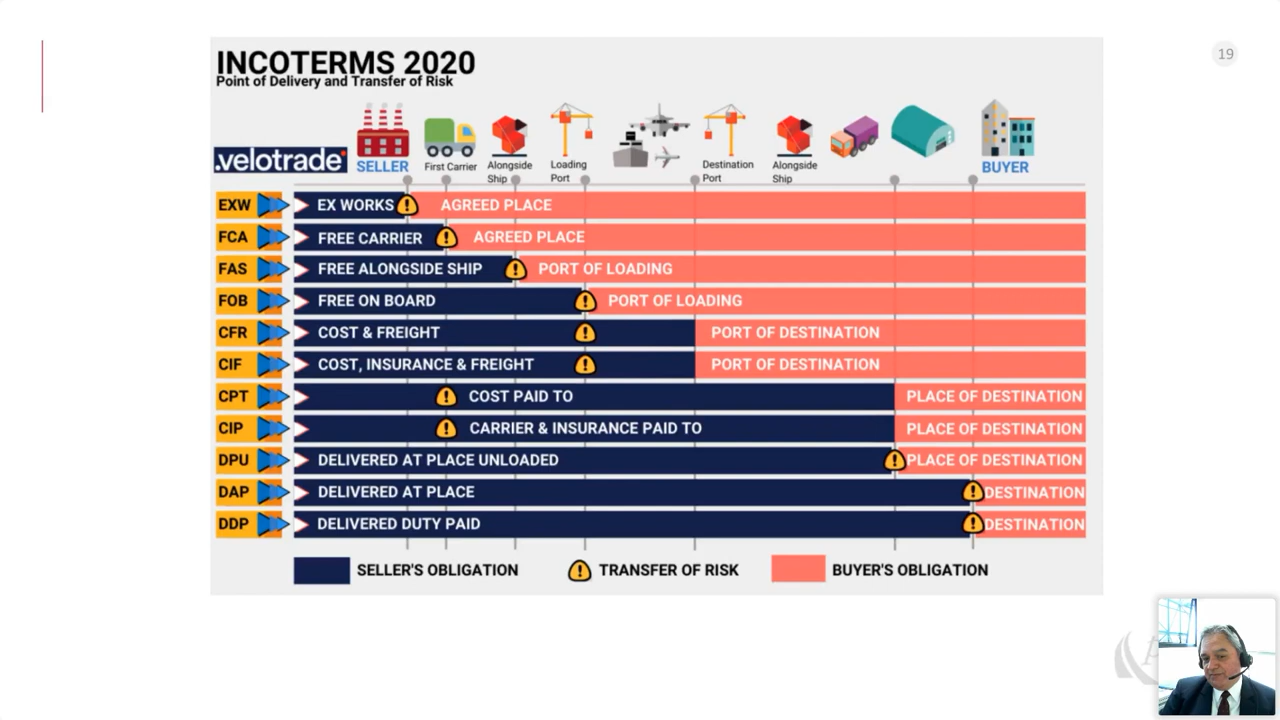 19
INCOTERMS 2020
Point of Delivery and Transfer of Risk
.velotrade
SELLER
First Carrier
Alongside
Ship
Loading
Port
Destination
Port
Alongside
Ship
BUYER
EXW EX WORKS AGREED PLACE
FCA FREE CARRIER AGREED PLACE
FAS FREE ALONGSIDE SHIP PORT OF LOADING
FOB FREE ON BOARD PORT OF LOADING
CFR COST & FREIGHT PORT OF DESTINATION
CIF COST, INSURANCE & FREIGHT PORT OF DESTINATION
CPT COST PAID TO PLACE OF DESTINATION
CIP CARRIER & INSURANCE PAID TO PLACE OF DESTINATION
DPU DELIVERED AT PLACE UNLOADED PLACE OF DESTINATION
DAP DELIVERED AT PLACE DESTINATION
DDP DELIVERED DUTY PAID DESTINATION
SELLER'S OBLIGATION TRANSFER OF RISK BUYER'S OBLIGATION